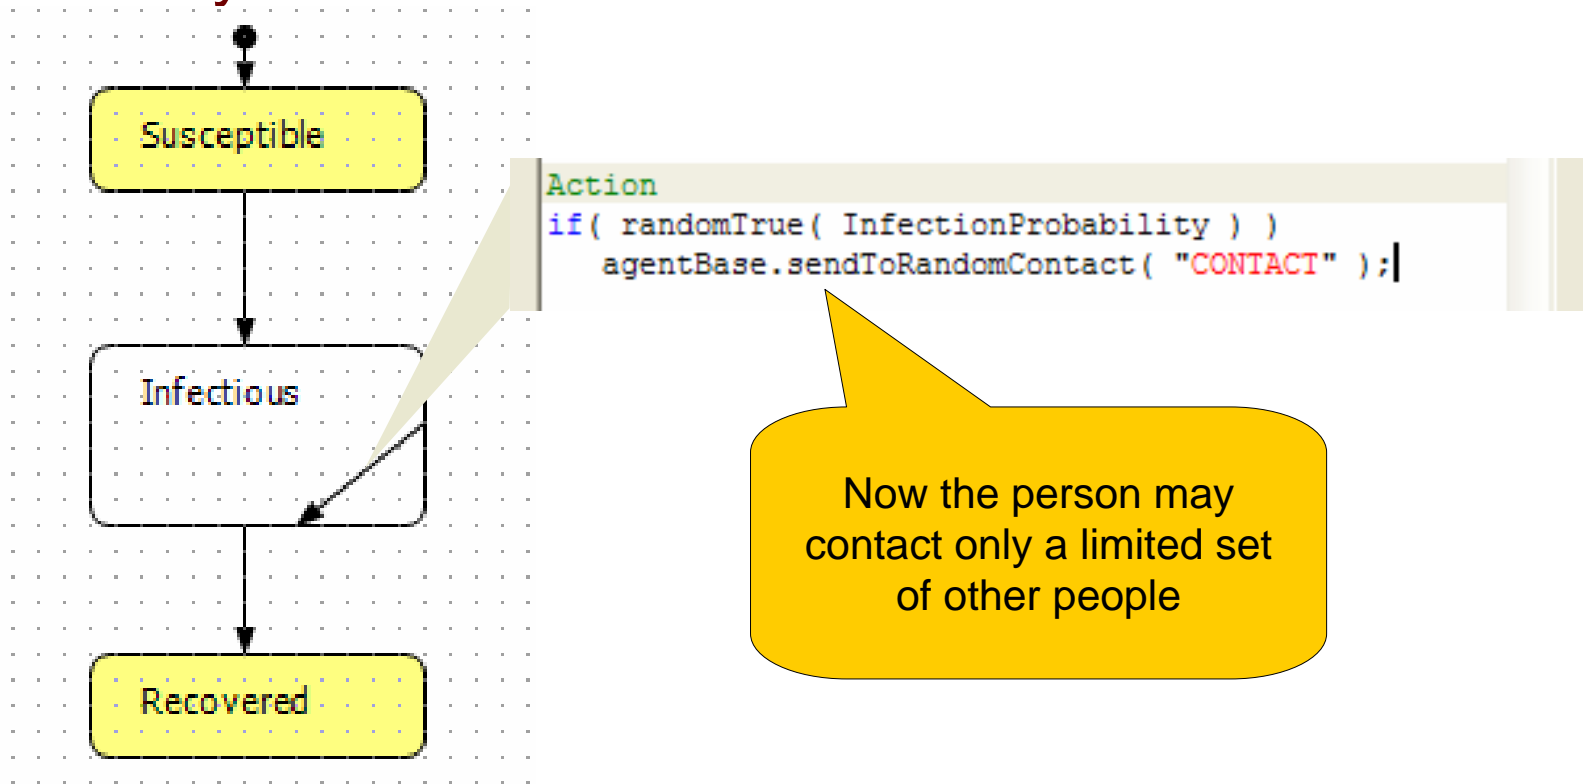 Susceptible
Action
if( randomTrue( InfectionProbability ) )
agentBase.sendToRandomContact( "CONTACT" );
Infectious
Now the person may
contact only a limited set
of other people
Recovered